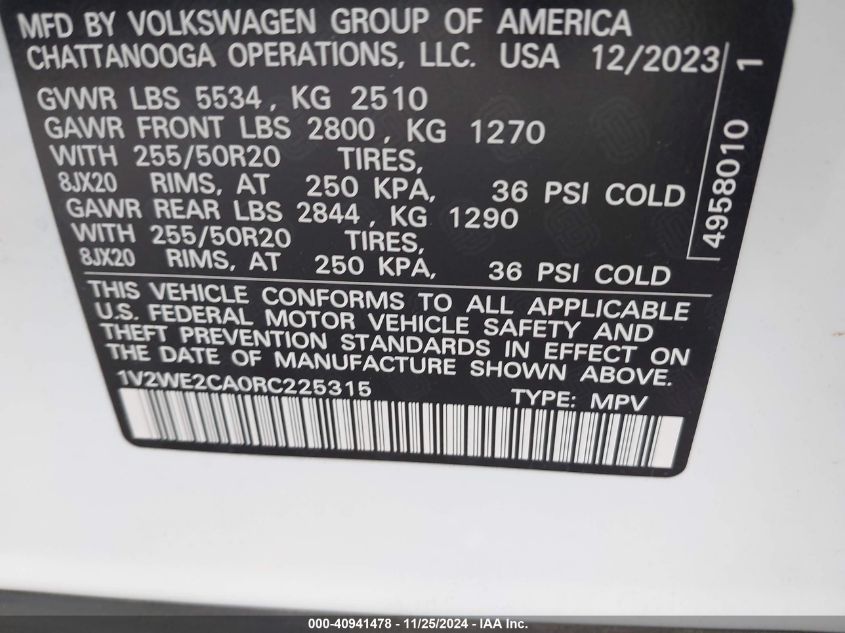 MFD BY VOLKSWAGEN GROUP OF AMERICA
CHATTANOOGA OPERATIONS, LLC. USA 12/2023
GVWR LBS 5534, KG 2510
GAWR FRONT LBS 2800, KG 1270
WITH 255/50R20 TIRES,
8JX20 RIMS, AT 250 KPA, 36 PSI COLD
GAWR REAR LBS 2844, KG 1290
WITH 255/50R20 TIRES,
8JX20 RIMS, AT 250 KPA, 36 PSI COLD
4958010 1
THIS VEHICLE CONFORMS TO ALL APPLICABLE
U.S. FEDERAL MOTOR VEHICLE SAFETY AND
THEFT PREVENTION STANDARDS IN EFFECT ON
THE DATE OF MANUFACTURE SHOWN ABOVE.
1V2WE2CA0RC225315 TYPE: MPV
000-40941478 - 11/25/2024 - IAA Inc.